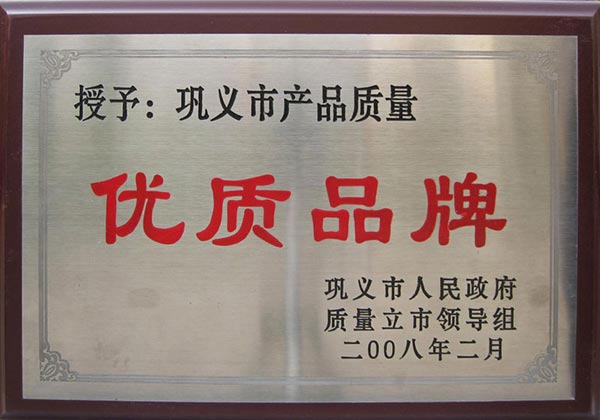 授予：巩义市产品质量
优质品牌
巩义市人民政府
质量立市领导组
二00八年二月